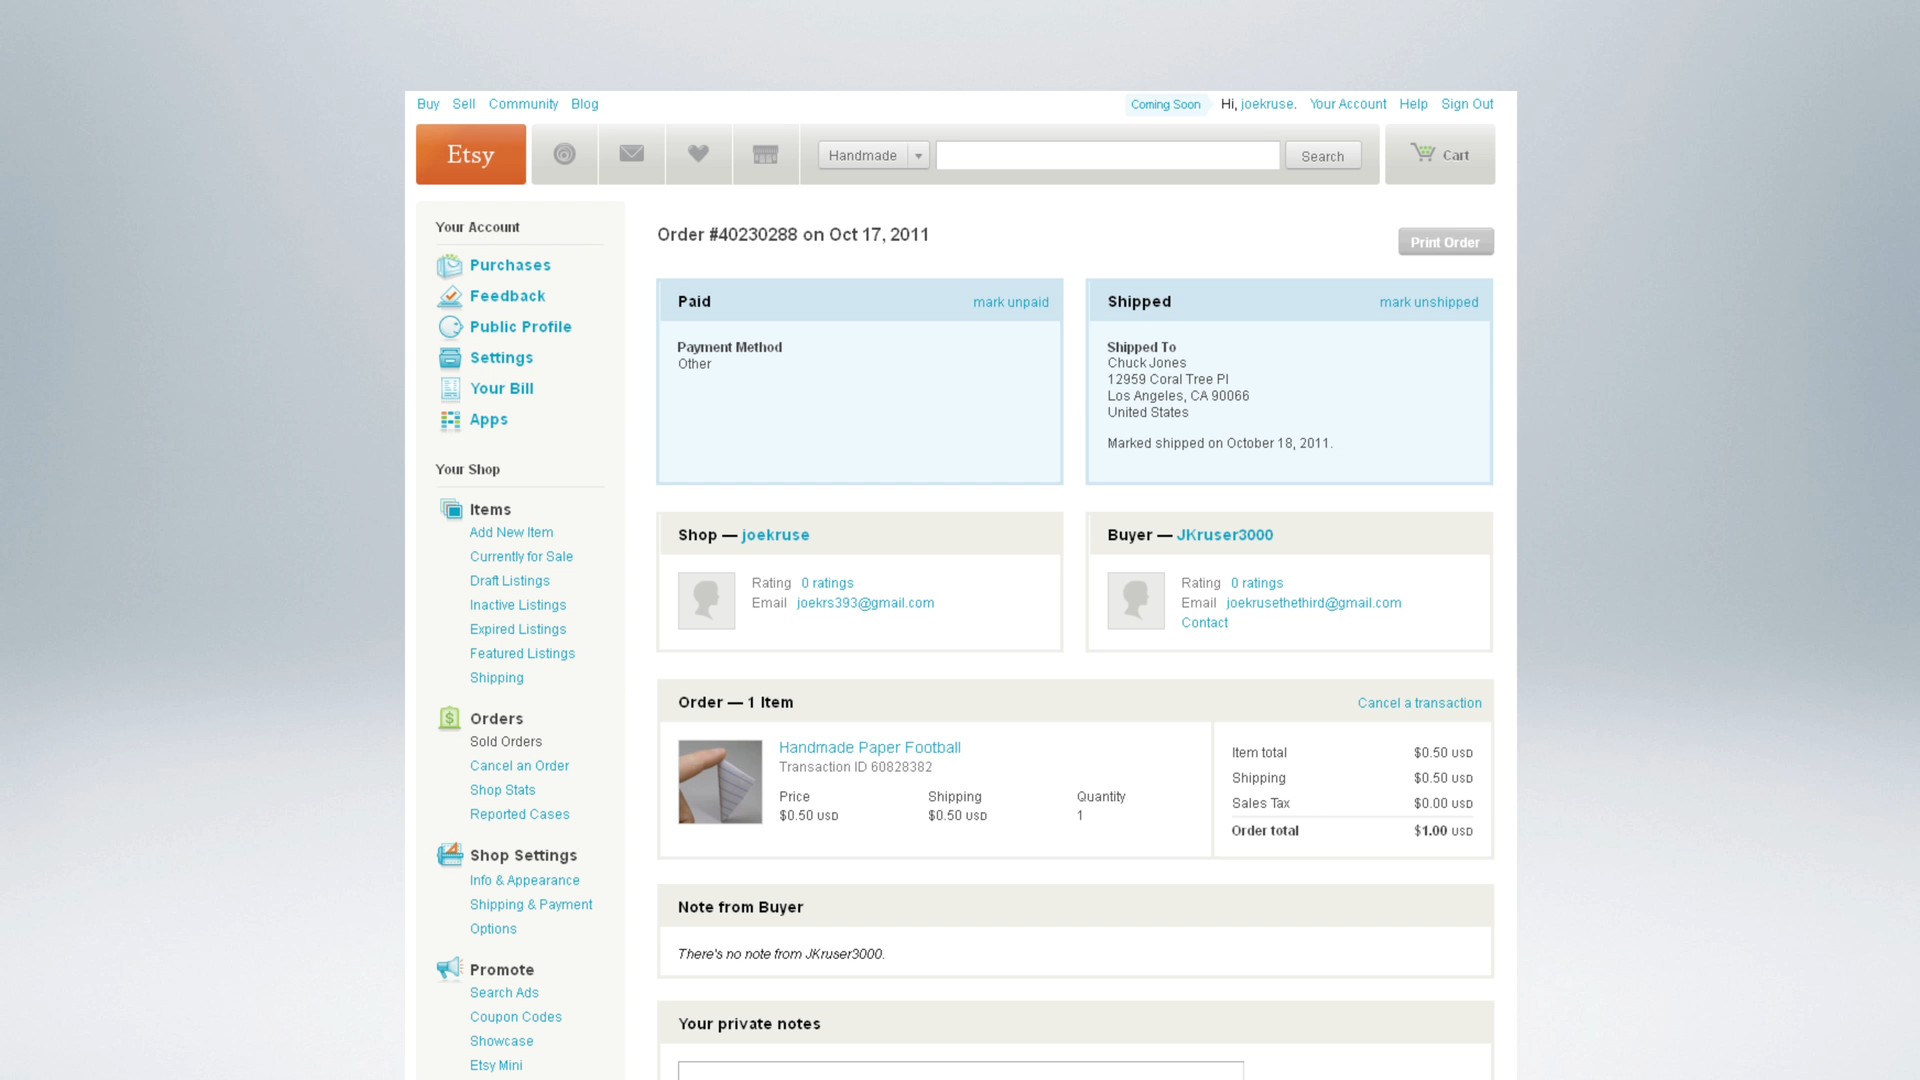 Buy Sell Community Blog
Coming Soon Hi, joekruse. Your Account Help Sign Out
Etsy
Handmade
Search
Cart
Your Account
Purchases
Feedback
Public Profile
Settings
Your Bill
Apps
Your Shop
Items
Add New Item
Currently for Sale
Draft Listings
Inactive Listings
Expired Listings
Featured Listings
Shipping
Orders
Sold Orders
Cancel an Order
Shop Stats
Reported Cases
Shop Settings
Info & Appearance
Shipping & Payment
Options
Promote
Search Ads
Coupon Codes
Showcase
Etsy Mini
Order #40230288 on Oct 17, 2011
Print Order
Paid mark unpaid
Payment Method
Other
Shipped mark unshipped
Shipped To
Chuck Jones
12959 Coral Tree Pl
Los Angeles, CA 90066
United States
Marked shipped on October 18, 2011.
Shop — joekruse
Rating 0 ratings
Email joekrs393@gmail.com
Buyer — JKruser3000
Rating 0 ratings
Email joekrusethethird@gmail.com
Contact
Order — 1 Item Cancel a transaction
Handmade Paper Football
Transaction ID 60828382
Price Shipping Quantity
$0.50 USD $0.50 USD 1
Item total $0.50 USD
Shipping $0.50 USD
Sales Tax $0.00 USD
Order total $1.00 USD
Note from Buyer
There's no note from JKruser3000.
Your private notes